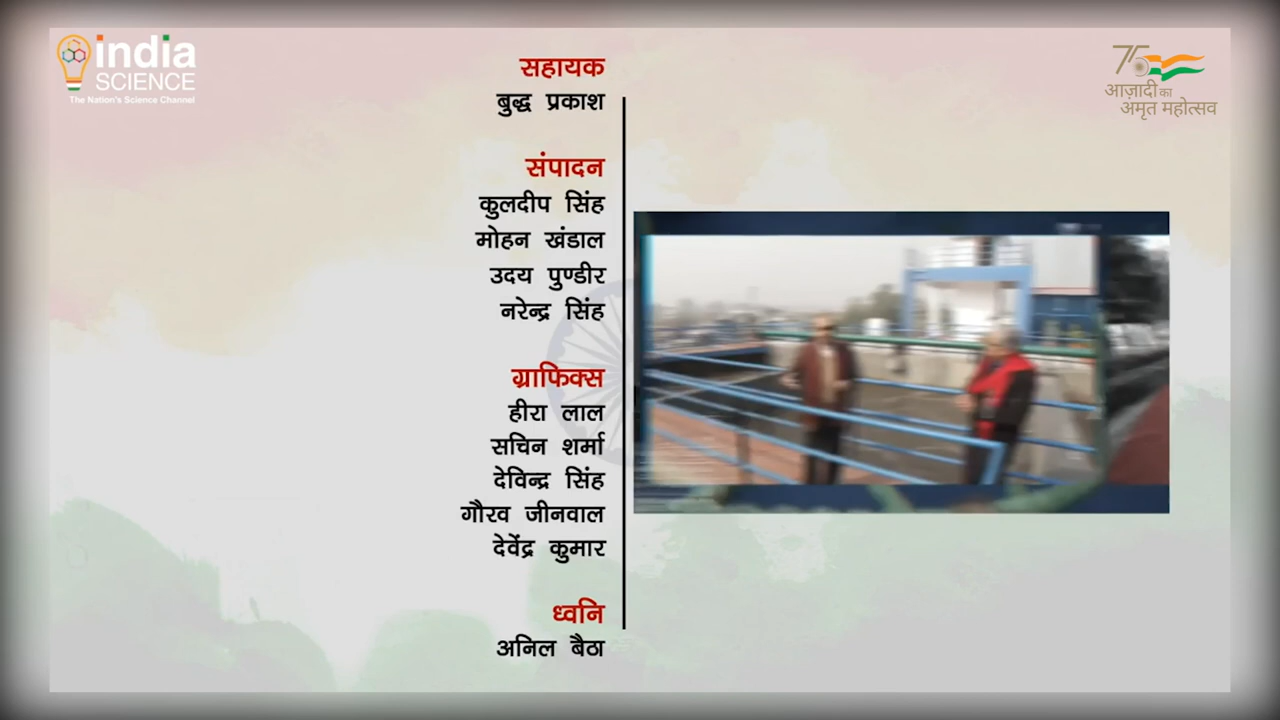 india
SCIENCE
The Nation's Science Channel
75
आज़ादी का
अमृत महोत्सव
सहायक
बुद्ध प्रकाश
संपादन
कुलदीप सिंह
मोहन खंडाल
उदय पुण्डीर
नरेन्द्र सिंह
ग्राफिक्स
हीरा लाल
सचिन शर्मा
देविन्द्र सिंह
गौरव जीनवाल
देवेंद्र कुमार
ध्वनि
अनिल बैठा